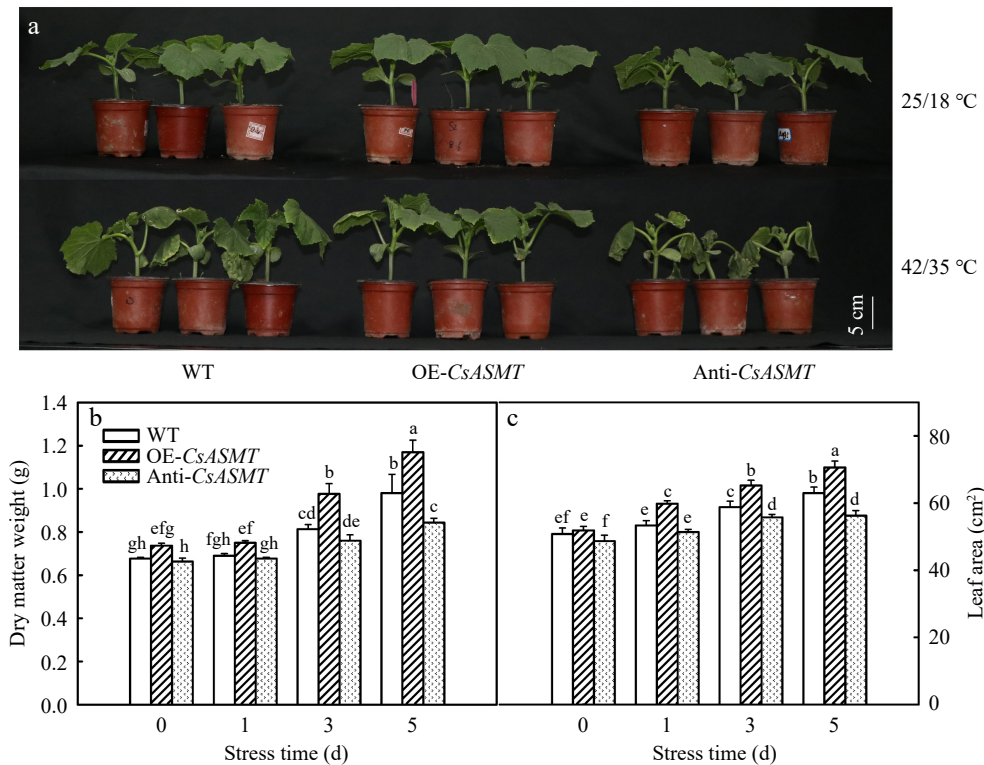 a
25/18 °C
42/35 °C
5 cm
WT OE-CsASMT Anti-CsASMT
b
WT
OE-CsASMT
Anti-CsASMT
Dry matter weight (g)
1.4
1.2
1.0
0.8
0.6
0.4
0.2
0.0
gh efg h fgh ef gh cd b de b a c
0 1 3 5
Stress time (d)
c
ef e f e c e c b d b a d
0 1 3 5
Stress time (d)
80
60
40
20
0
Leaf area (cm²)